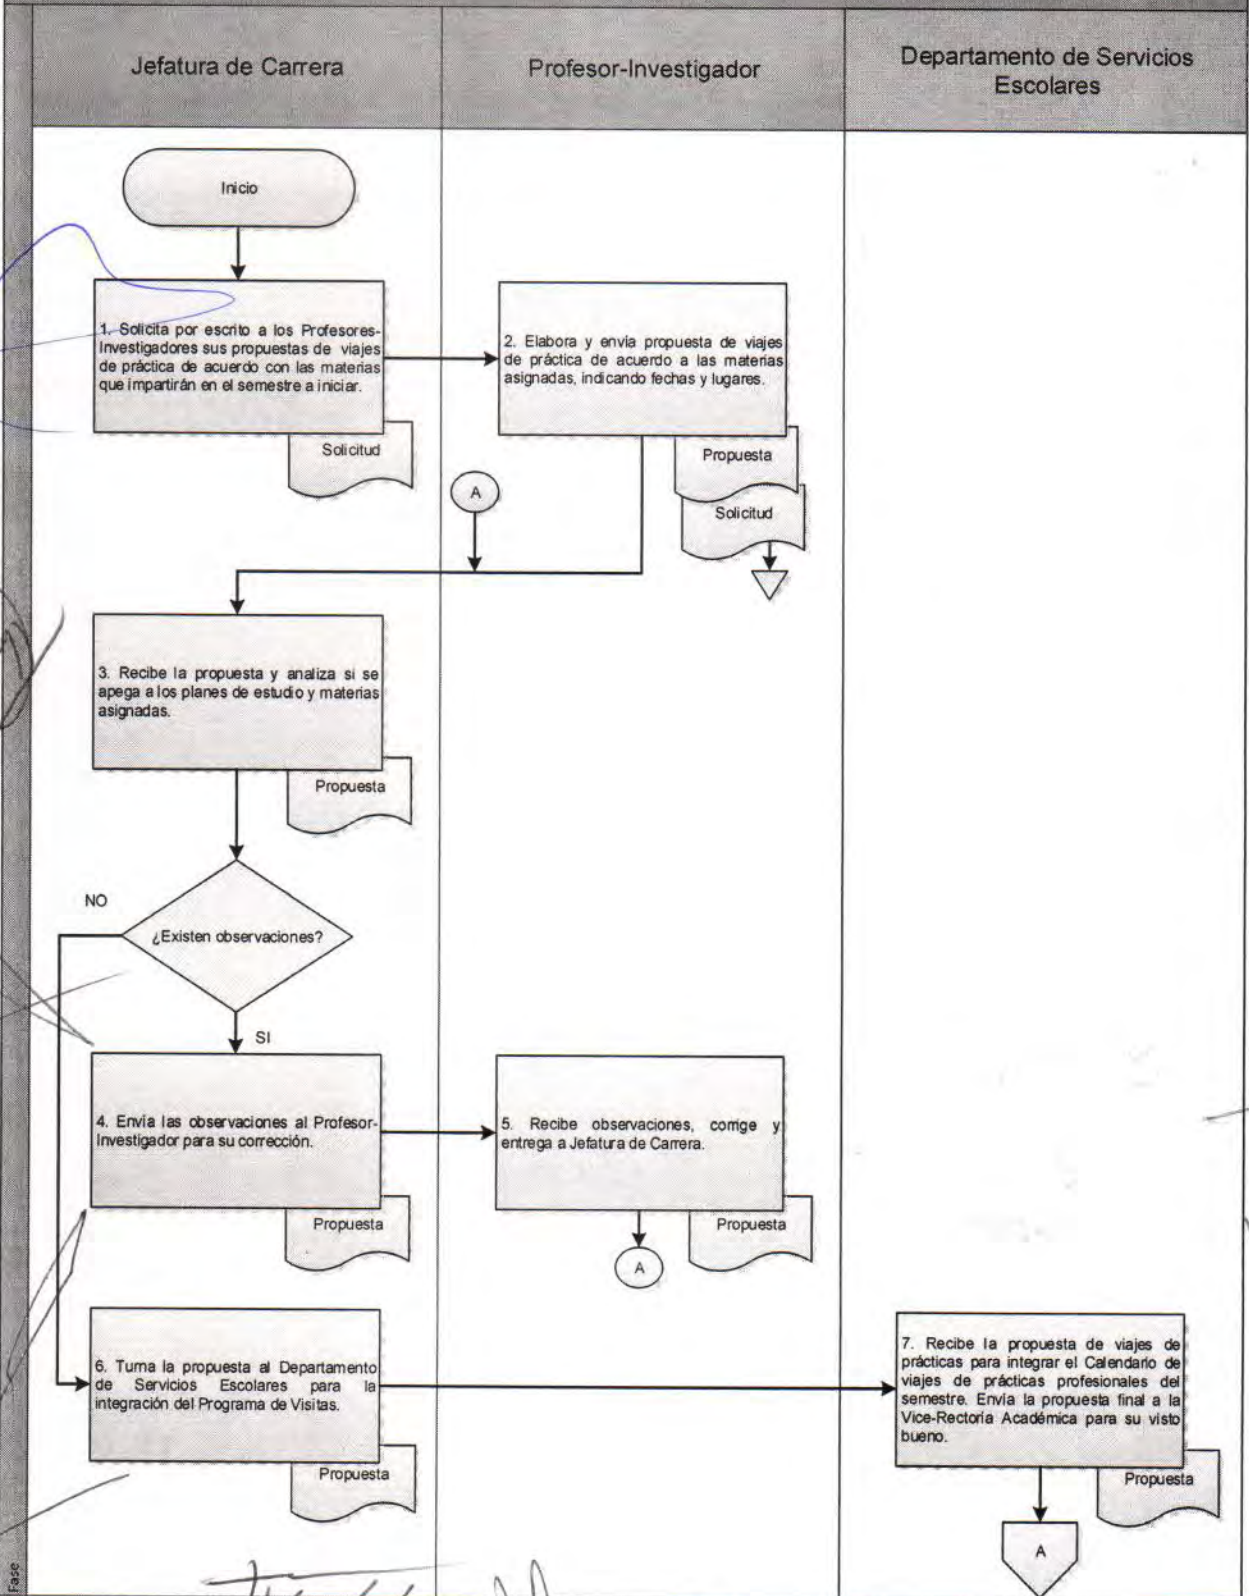 Jefatura de Carrera
Profesor-Investigador
Departamento de Servicios
Escolares
Inicio
1. Solicita por escrito a los Profesores-
Investigadores sus propuestas de viajes
de práctica de acuerdo con las materias
que impartirán en el semestre a iniciar.
Solicitud
2. Elabora y envía propuesta de viajes
de práctica de acuerdo a las materias
asignadas, indicando fechas y lugares.
Propuesta
Solicitud
A
3. Recibe la propuesta y analiza si se
apega a los planes de estudio y materias
asignadas.
Propuesta
¿Existen observaciones?
NO
SI
4. Envía las observaciones al Profesor-
Investigador para su corrección.
Propuesta
5. Recibe observaciones, corrige y
entrega a Jefatura de Carrera.
Propuesta
A
6. Turna la propuesta al Departamento
de Servicios Escolares para la
integración del Programa de Visitas.
Propuesta
7. Recibe la propuesta de viajes de
prácticas para integrar el Calendario de
viajes de prácticas profesionales del
semestre. Envía la propuesta final a la
Vice-Rectoría Académica para su visto
bueno.
Propuesta
A
Fase